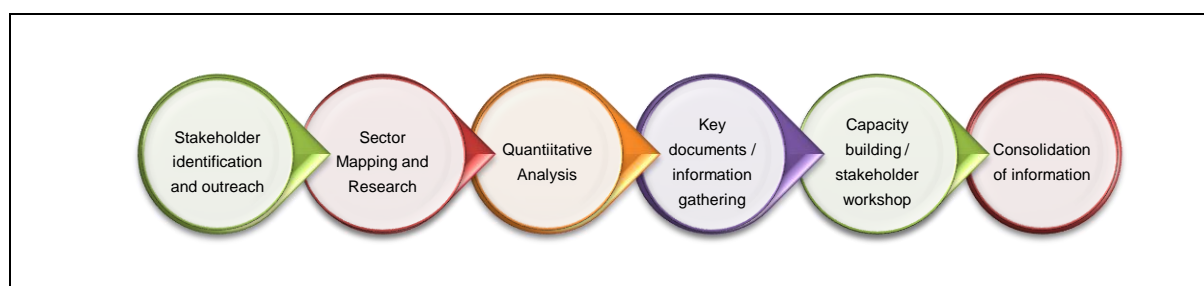 Stakeholder
identification
and outreach
Sector
Mapping and
Research
Quantiitative
Analysis
Key
documents /
information
gathering
Capacity
building /
stakeholder
workshop
Consolidation
of information